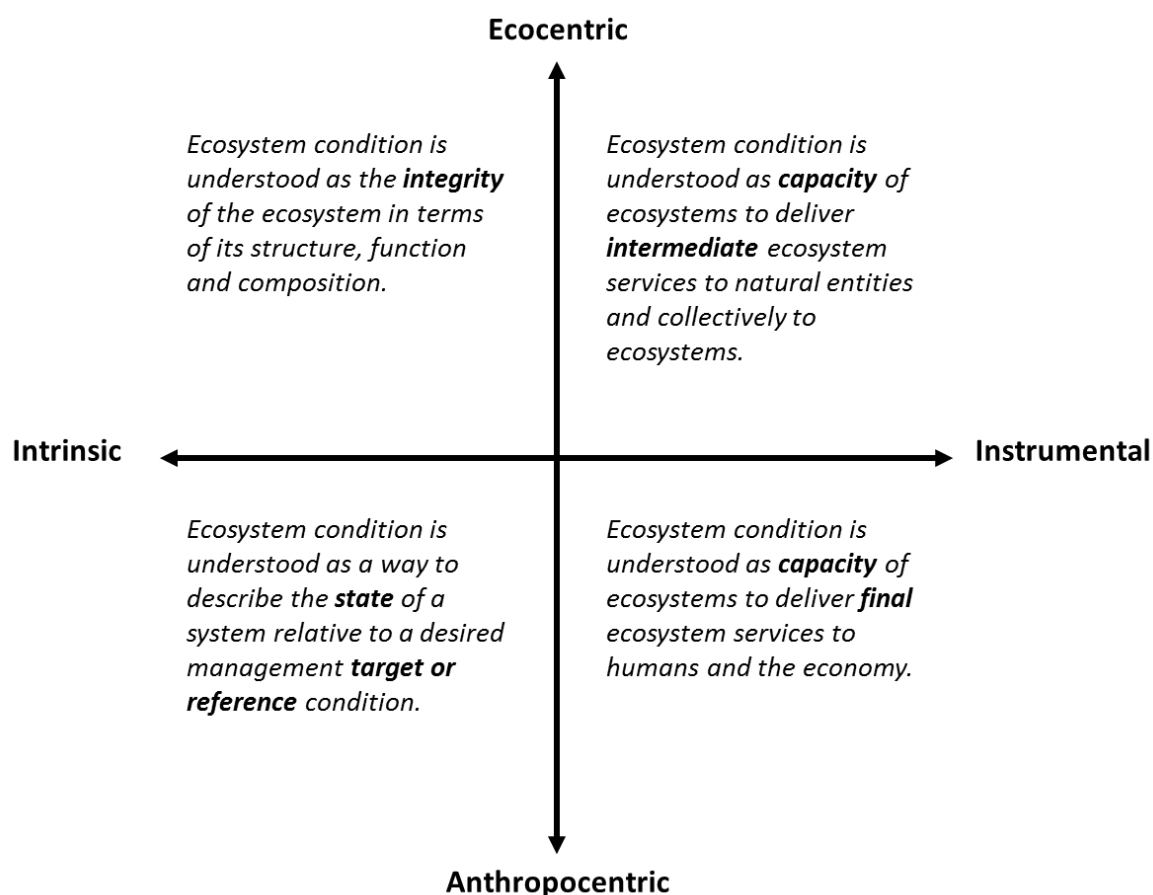 Ecocentric
Ecosystem condition is
understood as the integrity
of the ecosystem in terms
of its structure, function
and composition.
Ecosystem condition is
understood as capacity of
ecosystems to deliver
intermediate ecosystem
services to natural entities
and collectively to
ecosystems.
Intrinsic
Instrumental
Ecosystem condition is
understood as a way to
describe the state of a
system relative to a desired
management target or
reference condition.
Ecosystem condition is
understood as capacity of
ecosystems to deliver final
ecosystem services to
humans and the economy.
Anthropocentric